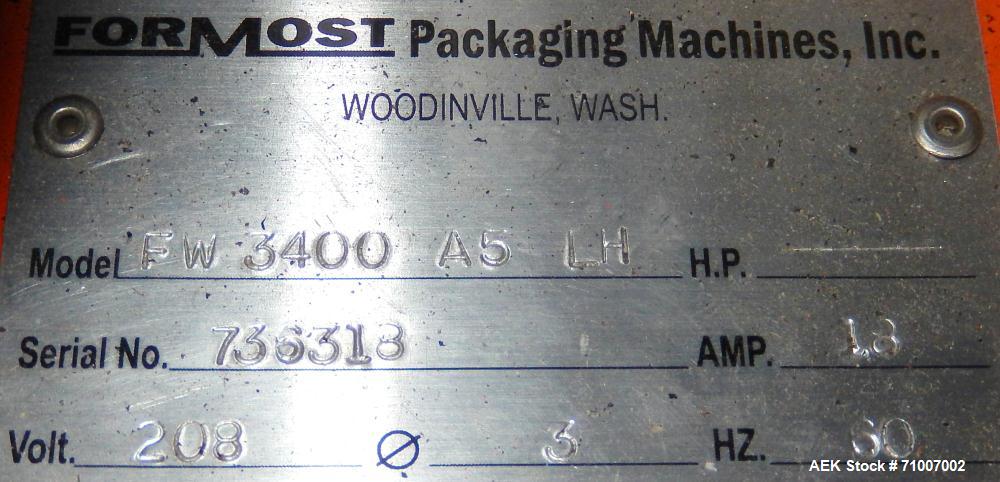 FORMOST Packaging Machines, Inc.
WOODINVILLE, WASH.
Model FW 3400 A5 LH H.P.
Serial No. 736318 AMP. 18
Volt. 208 Ø 3 HZ. 60
AEK Stock # 71007002